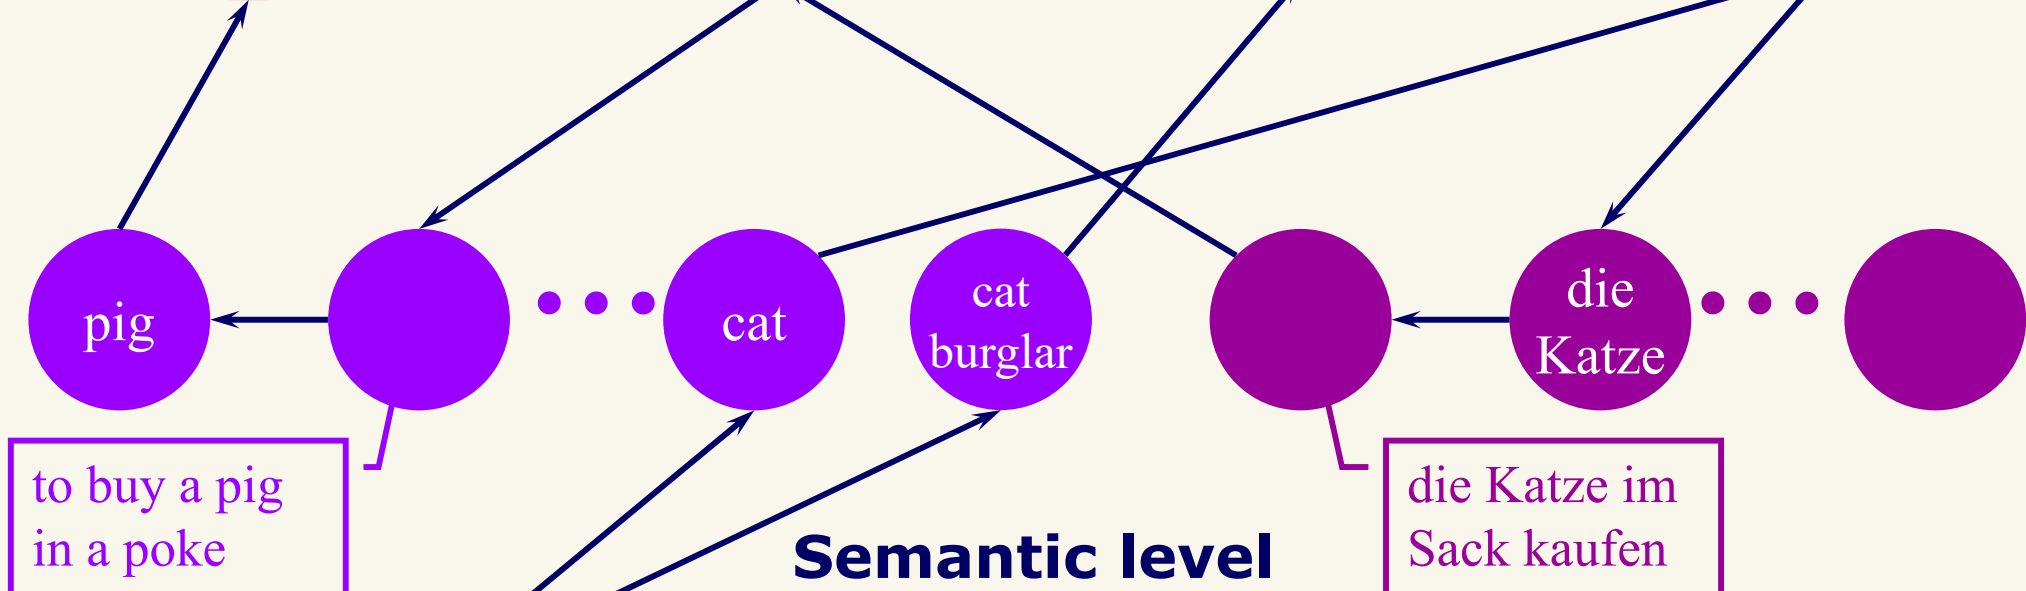 pig
cat
cat
burglar
die
Katze
to buy a pig
in a poke
die Katze im
Sack kaufen
Semantic level